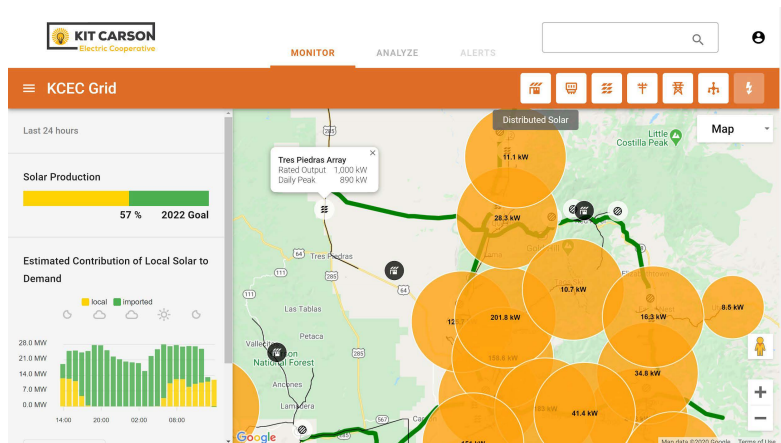 KIT CARSON
Electric Cooperative
MONITOR
ANALYZE
ALERTS
KCEC Grid
Last 24 hours
Solar Production
57 % 2022 Goal
Estimated Contribution of Local Solar to
Demand
local imported
28.0 MW
21.0 MW
14.0 MW
7.0 MW
0.0 MW
14:00 20:00 02:00 08:00
Distributed Solar
Map
Little
Costilla Peak
285
Tres Piedras Array
Rated Output 1,000 kW
Daily Peak 890 kW
11.1 kW
28.3 kW
64
Tres Piedras
111
285
64
111
10.7 kW
8.5 kW
201.8 kW
16.3 kW
Las Tablas
Petaca
National Forest
285
34.8 kW
Ancones
41.4 kW
567
285
Google
Map data ©2020 Google
Terms of Use